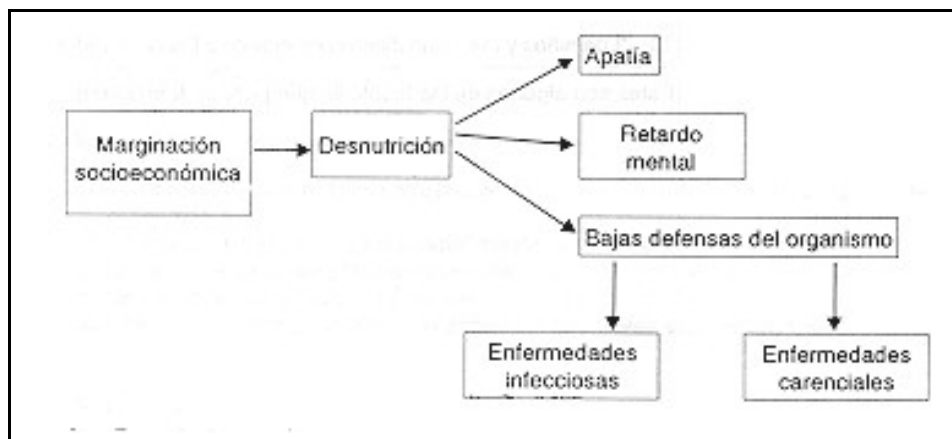 Apatía
Marginación
socioeconómica
Desnutrición
Retardo
mental
Bajas defensas del organismo
Enfermedades
infecciosas
Enfermedades
carenciales